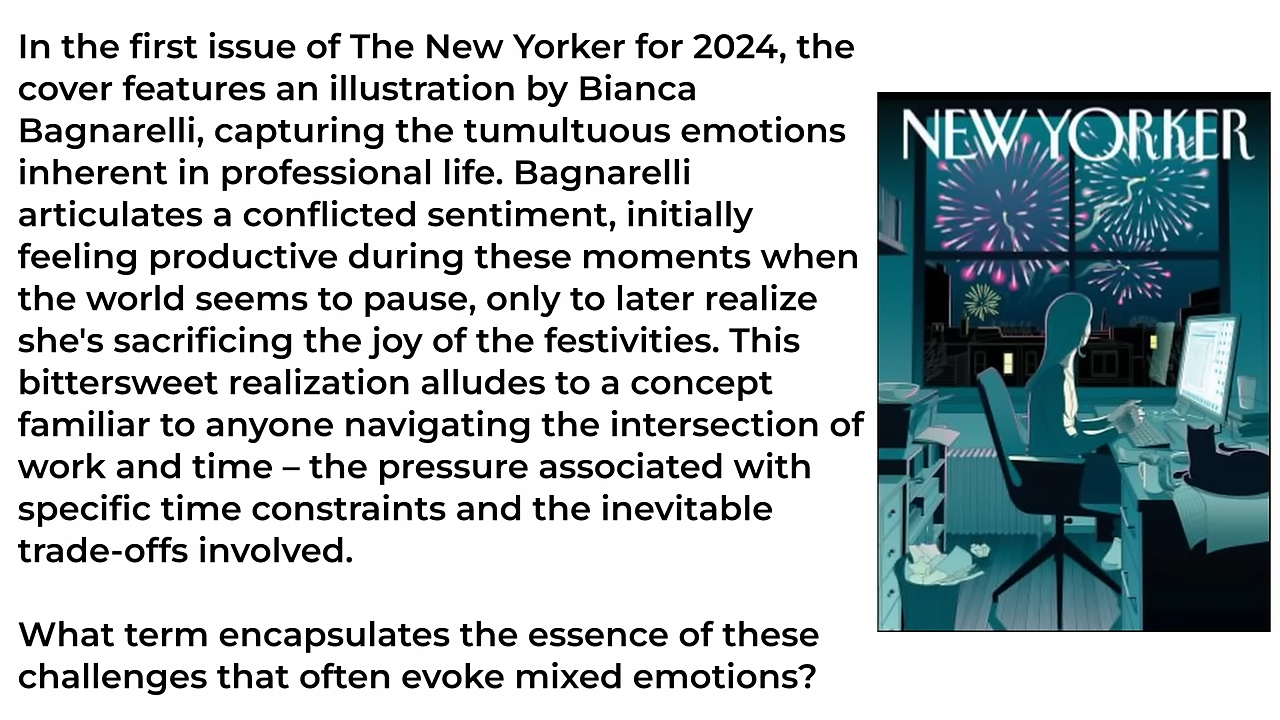 In the first issue of The New Yorker for 2024, the
cover features an illustration by Bianca
Bagnarelli, capturing the tumultuous emotions
inherent in professional life. Bagnarelli
articulates a conflicted sentiment, initially
feeling productive during these moments when
the world seems to pause, only to later realize
she's sacrificing the joy of the festivities. This
bittersweet realization alludes to a concept
familiar to anyone navigating the intersection of
work and time – the pressure associated with
specific time constraints and the inevitable
trade-offs involved.
What term encapsulates the essence of these
challenges that often evoke mixed emotions?
NEW YORKER